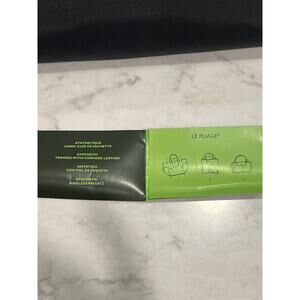 SYNTHETIQUE
GARNI CUIR DE VACHETTE
SYNTHETIC
TRIMMED WITH COWHIDE LEATHER
SINTETICO
CON PIEL DE VAQUETA
SYNTHETIC
RINDLEDERBESATZ
LE PLIAGE®